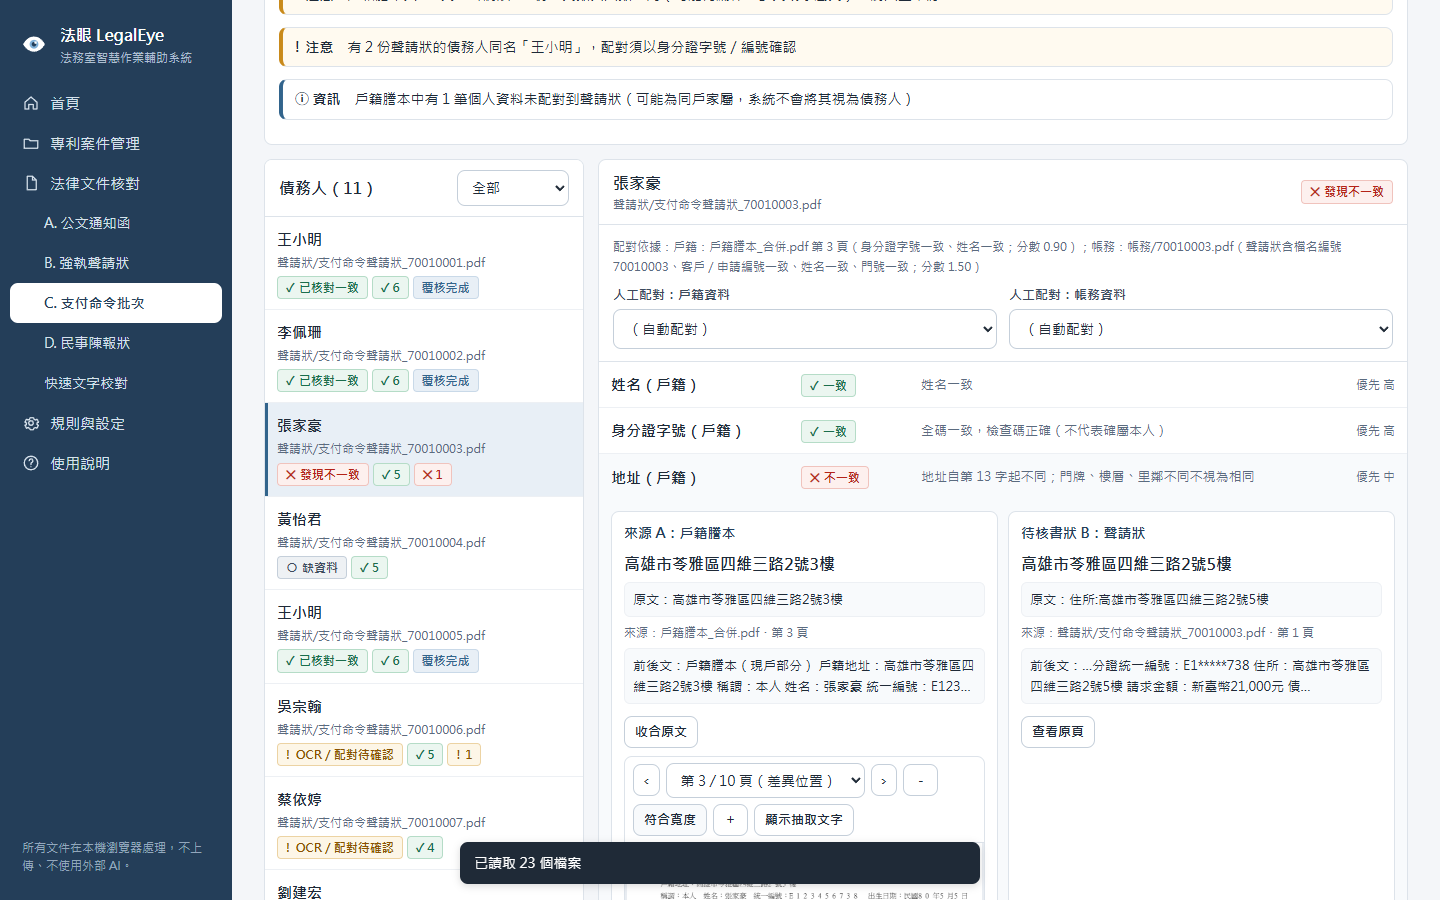 法眼 LegalEye
法務室智慧作業輔助系統
首頁
專利案件管理
法律文件核對
A. 公文通知函
B. 強執聲請狀
C. 支付命令批次
D. 民事陳報狀
快速文字校對
規則與設定
使用說明
所有文件在本機瀏覽器處理，不上
傳、不使用外部 AI。
! 注意 有 2 份聲請狀的債務人同名「王小明」，配對須以身分證字號 / 編號確認
ⓘ 資訊 戶籍謄本中有 1 筆個人資料未配對到聲請狀（可能為同戶家屬，系統不會將其視為債務人）
債務人（11） 全部
王小明
聲請狀/支付命令聲請狀_70010001.pdf
✓ 已核對一致 ✓ 6 覆核完成
李佩珊
聲請狀/支付命令聲請狀_70010002.pdf
✓ 已核對一致 ✓ 6 覆核完成
張家豪
聲請狀/支付命令聲請狀_70010003.pdf
✕ 發現不一致 ✓ 5 ✕ 1
黃怡君
聲請狀/支付命令聲請狀_70010004.pdf
○ 缺資料 ✓ 5
王小明
聲請狀/支付命令聲請狀_70010005.pdf
✓ 已核對一致 ✓ 6 覆核完成
吳宗翰
聲請狀/支付命令聲請狀_70010006.pdf
! OCR / 配對待確認 ✓ 5 ! 1
蔡依婷
聲請狀/支付命令聲請狀_70010007.pdf
! OCR / 配對待確認 ✓ 4
劉建宏
張家豪
聲請狀/支付命令聲請狀_70010003.pdf
✕ 發現不一致
配對依據：戶籍：戶籍謄本_合併.pdf 第 3 頁（身分證字號一致、姓名一致；分數 0.90）；帳務：帳務/70010003.pdf（聲請狀含檔名編號
70010003、客戶 / 申請編號一致、姓名一致、門號一致；分數 1.50）
人工配對：戶籍資料 人工配對：帳務資料
（自動配對） （自動配對）
姓名（戶籍） ✓ 一致 姓名一致 優先 高
身分證字號（戶籍） ✓ 一致 全碼一致，檢查碼正確（不代表確屬本人） 優先 高
地址（戶籍） ✕ 不一致 地址自第 13 字起不同；門牌、樓層、里鄰不同不視為相同 優先 中
來源 A：戶籍謄本
高雄市苓雅區四維三路2號3樓
原文：高雄市苓雅區四維三路2號3樓
來源：戶籍謄本_合併.pdf · 第 3 頁
前後文：戶籍謄本（現戶部分） 戶籍地址：高雄市苓雅區四
維三路2號3樓 稱謂：本人 姓名：張家豪 統一編號：E123...
收合原文
‹ 第 3 / 10 頁（差異位置） › -
符合寬度 + 顯示抽取文字
稱謂：本人 姓名：張家豪 統一編號：E123456738 出生日期：民國80年5月5日
待核書狀 B：聲請狀
高雄市苓雅區四維三路2號5樓
原文：住所:高雄市苓雅區四維三路2號5樓
來源：聲請狀/支付命令聲請狀_70010003.pdf · 第 1 頁
前後文：...分證統一編號：E1*****738 住所：高雄市苓雅區
四維三路2號5樓 請求金額：新臺幣21,000元 債...
查看原頁
已讀取 23 個檔案